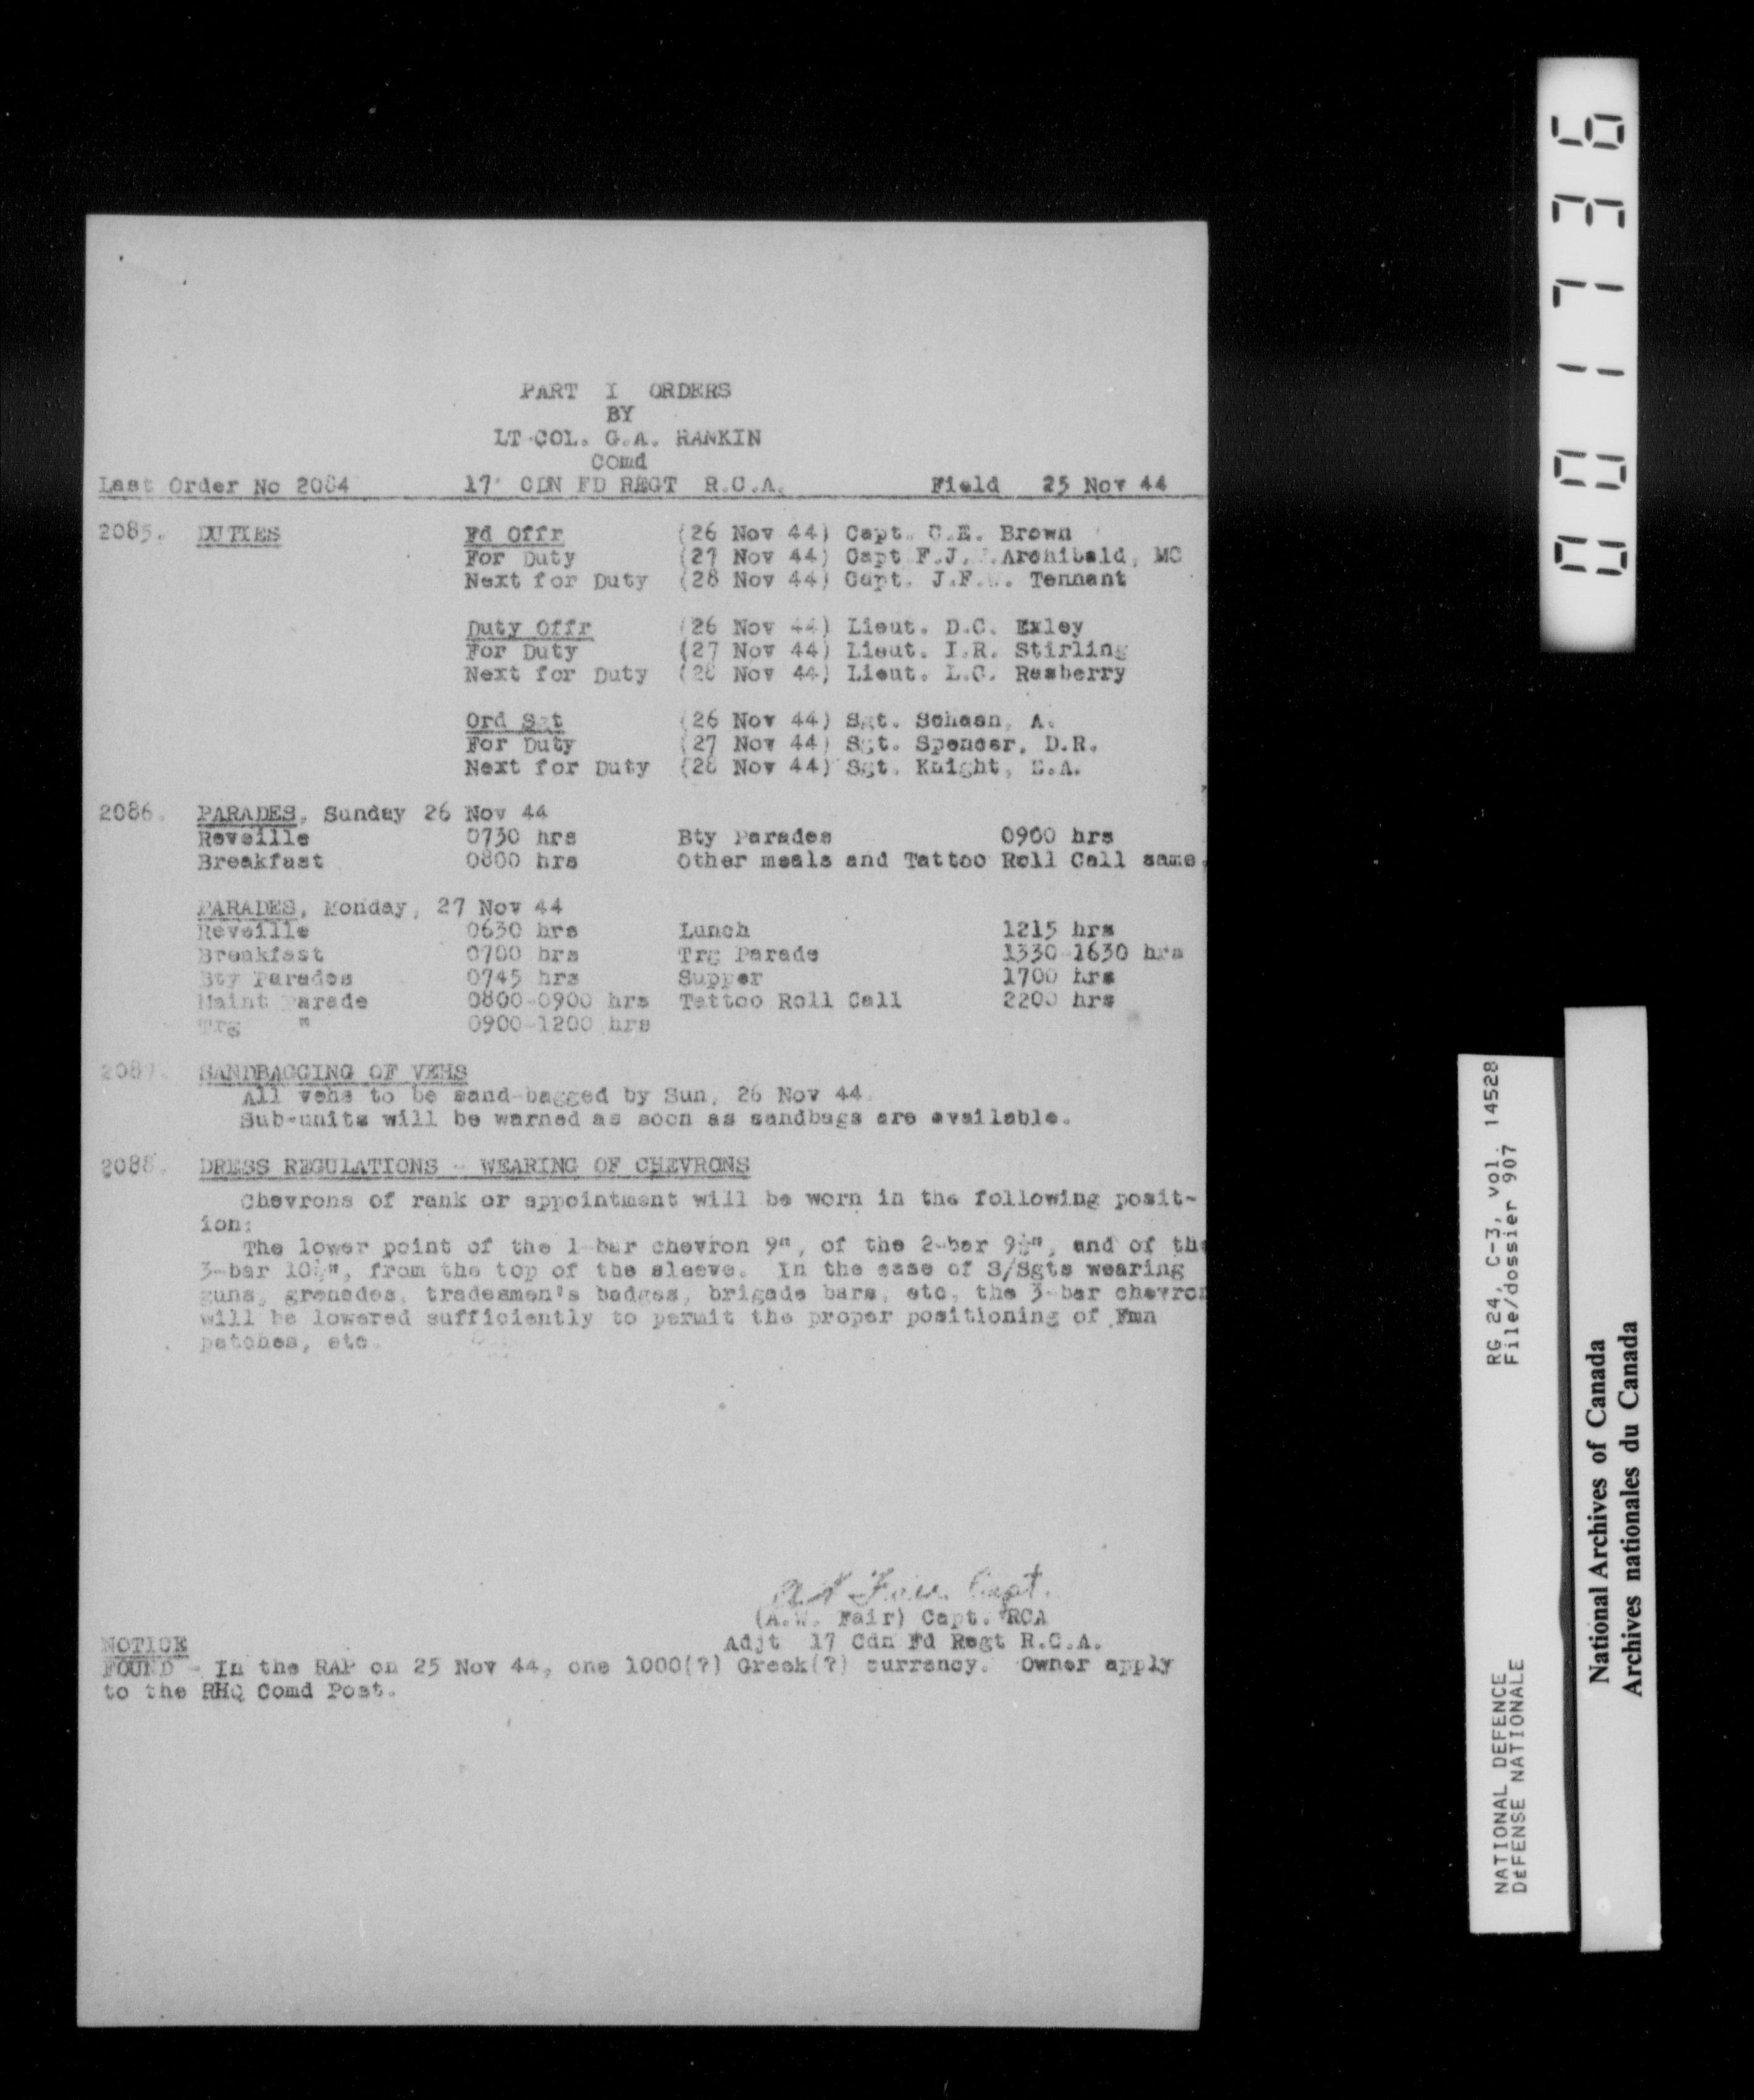 PART I ORDERS
BY
LT COL. G.A. RANKIN
Comd
Last Order No 2084 17 CDN FD REGT R.C.A. Field 25 Nov 44
2085. DUTIES Fd Offr (26 Nov 44) Capt. C.E. Brown
For Duty (27 Nov 44) Capt F.J. Archibald, MC
Next for Duty (28 Nov 44) Capt. J.F.W. Tennant
Duty Offr (26 Nov 44) Lieut. D.C. Exley
For Duty (27 Nov 44) Lieut. I.R. Stirling
Next for Duty (28 Nov 44) Lieut. L.C. Rasberry
Ord Sgt (26 Nov 44) Sgt. Schaan, A.
For Duty (27 Nov 44) Sgt. Spencer, D.R.
Next for Duty (28 Nov 44) Sgt. Knight, E.A.
2086. PARADES, Sunday 26 Nov 44
Reveille 0730 hrs Bty Parades 0900 hrs
Breakfast 0800 hrs Other meals and Tattoo Roll Call same.
PARADES, Monday, 27 Nov 44
Reveille 0630 hrs Lunch 1215 hrs
Breakfast 0700 hrs Trg Parade 1330-1630 hrs
Bty Parades 0745 hrs Supper 1700 hrs
Maint Parade 0800-0900 hrs Tattoo Roll Call 2200 hrs
Trg " 0900-1200 hrs
2087. SANDBAGGING OF VEHS
All vehs to be sand-bagged by Sun, 26 Nov 44.
Sub-units will be warned as soon as sandbags are available.
2088. DRESS REGULATIONS - WEARING OF CHEVRONS
Chevrons of rank or appointment will be worn in the following posit-
ion:
The lower point of the 1-bar chevron 9", of the 2-bar 9½", and of the
3-bar 10½", from the top of the sleeve. In the case of S/Sgts wearing
guns, grenades, tradesmen's badges, brigade bars, etc, the 3-bar chevron
will be lowered sufficiently to permit the proper positioning of Fmn
patches, etc.
AW Fair Capt.
(A.W. Fair) Capt. RCA
Adjt 17 Cdn Fd Regt R.C.A.
NOTICE
FOUND - In the RAP on 25 Nov 44, one 1000(?) Greek(?) currency. Owner apply
to the RHQ Comd Post.
001736
RG 24, C-3, vol. 14528
File/dossier 907
NATIONAL DEFENCE
DéFENSE NATIONALE
National Archives of Canada
Archives nationales du Canada